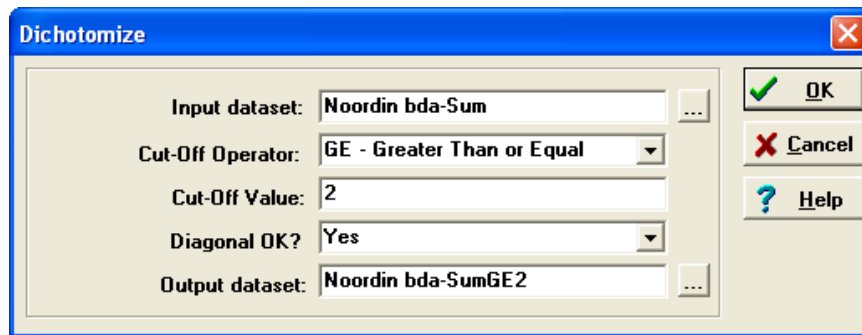 Dichotomize
Input dataset: Noordin bda-Sum ...
Cut-Off Operator: GE - Greater Than or Equal
Cut-Off Value: 2
Diagonal OK? Yes
Output dataset: Noordin bda-SumGE2 ...
OK
Cancel
? Help